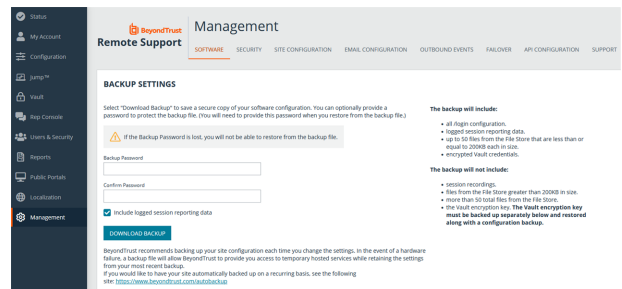 Status
My Account
Configuration
Jump™
Vault
Rep Console
Users & Security
Reports
Public Portals
Localization
Management
BeyondTrust
Remote Support
Management
SOFTWARE SECURITY SITE CONFIGURATION EMAIL CONFIGURATION OUTBOUND EVENTS FAILOVER API CONFIGURATION SUPPORT
BACKUP SETTINGS
Select "Download Backup" to save a secure copy of your software configuration. You can optionally provide a
password to protect the backup file. (You will need to provide this password when you restore from the backup file.)
If the Backup Password is lost, you will not be able to restore from the backup file.
Backup Password
Confirm Password
Include logged session reporting data
DOWNLOAD BACKUP
BeyondTrust recommends backing up your site configuration each time you change the settings. In the event of a hardware
failure, a backup file will allow BeyondTrust to provide you access to temporary hosted services while retaining the settings
from your most recent backup.
If you would like to have your site automatically backed up on a recurring basis, see the following
site: https://www.beyondtrust.com/autobackup
The backup will include:
• all /login configuration.
• logged session reporting data.
• up to 50 files from the File Store that are less than or
equal to 200KB each in size.
• encrypted Vault credentials.
The backup will not include:
• session recordings.
• files from the File Store greater than 200KB in size.
• more than 50 total files from the File Store.
• the Vault encryption key. The Vault encryption key
must be backed up separately below and restored
along with a configuration backup.